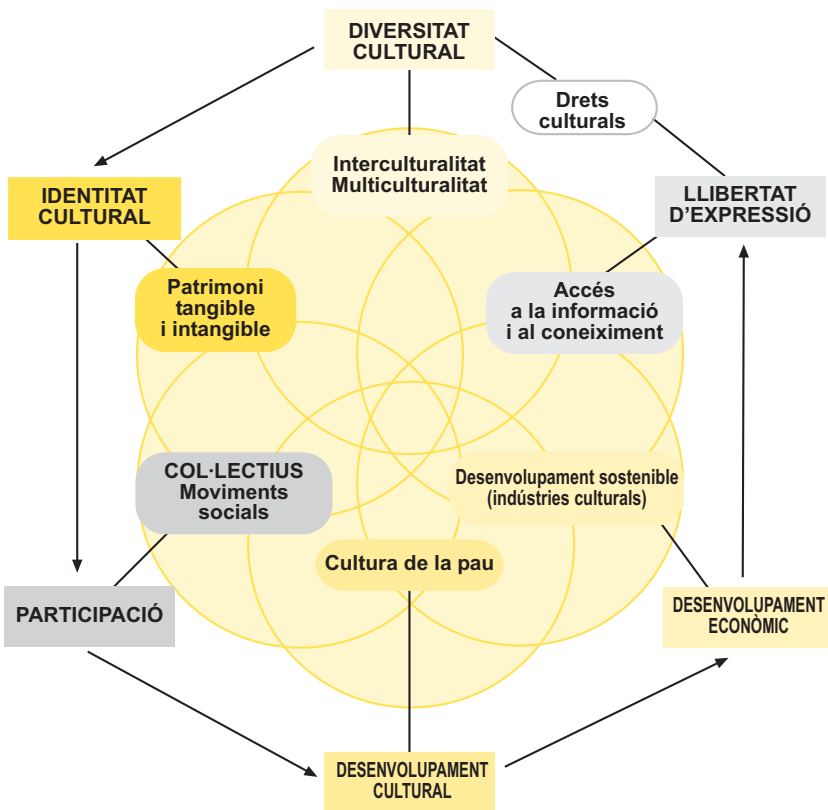 DIVERSITAT
CULTURAL
Drets
culturals
Interculturalitat
Multiculturalitat
IDENTITAT
CULTURAL
LLIBERTAT
D'EXPRESSIÓ
Patrimoni
tangible
i intangible
Accés
a la informació
i al coneiximent
COL·LECTIUS
Moviments
socials
Desenvolupament sostenible
(indústries culturals)
Cultura de la pau
PARTICIPACIÓ
DESENVOLUPAMENT
ECONÒMIC
DESENVOLUPAMENT
CULTURAL